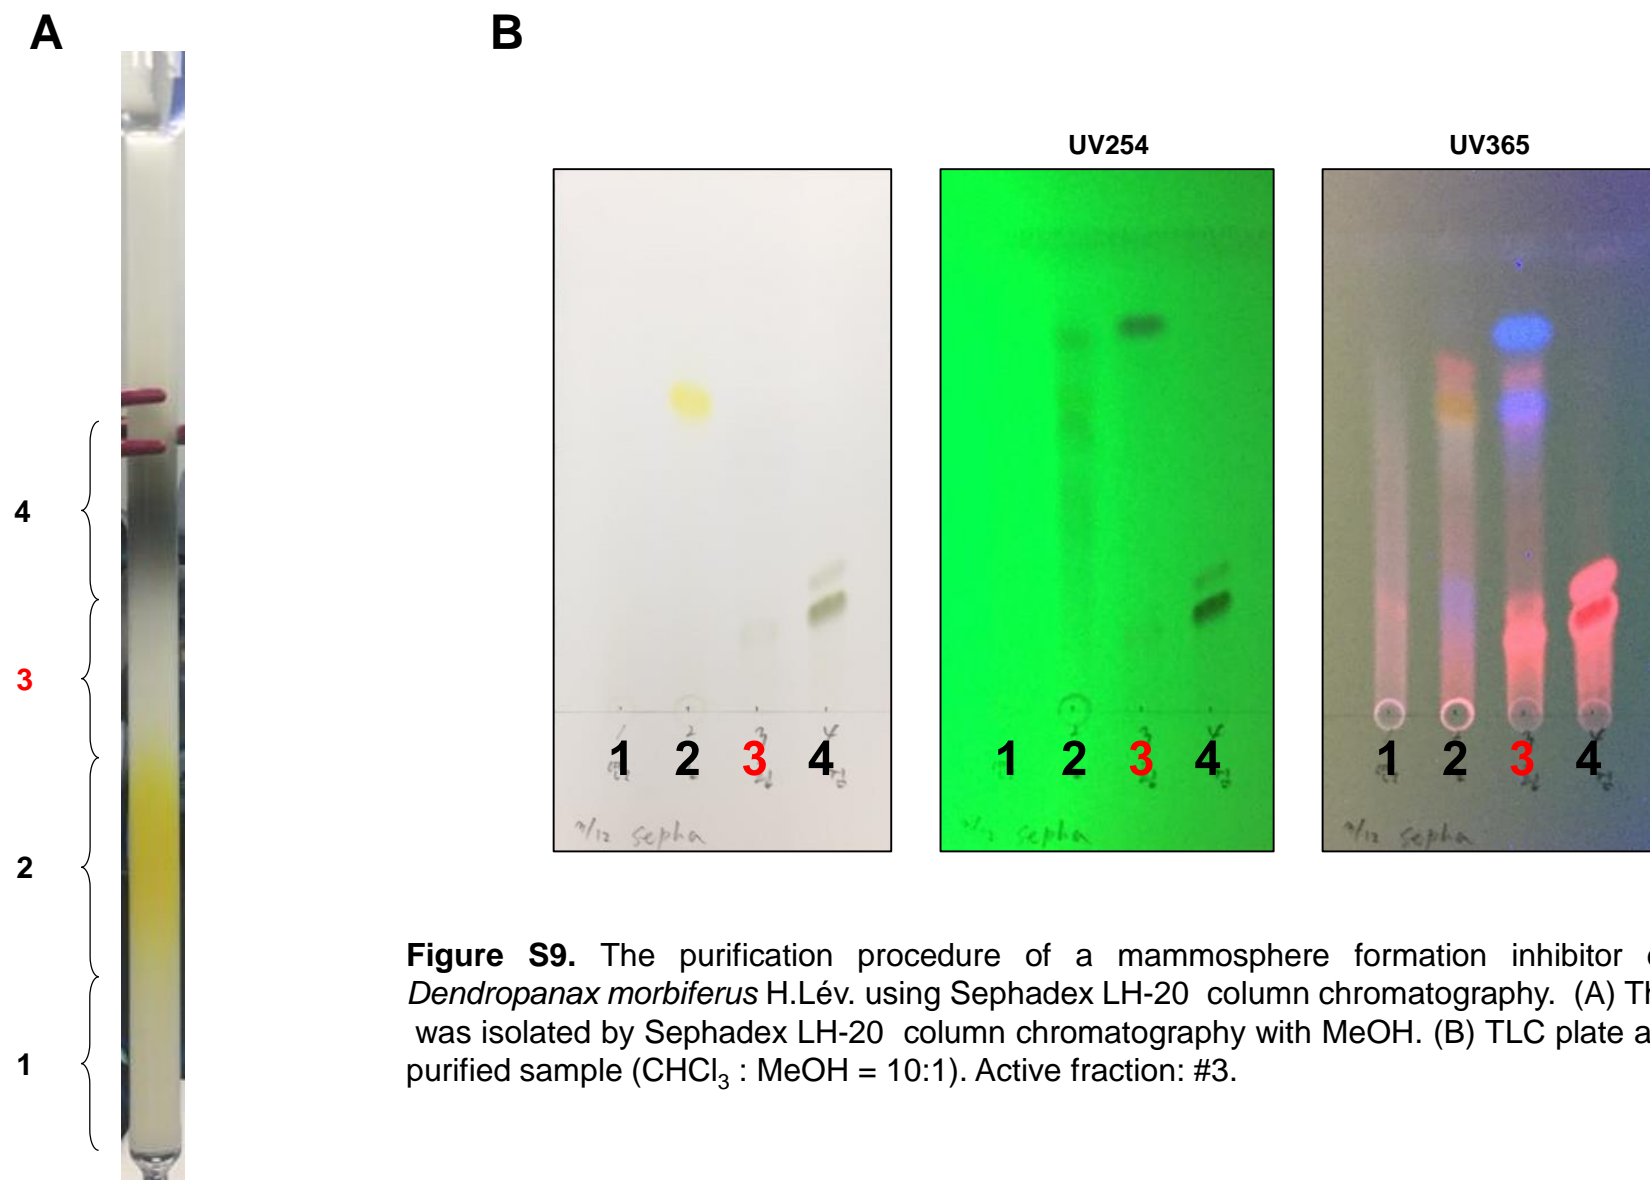 A
B
UV254
UV365
4
3
2
1
1 2 3 4
1 2 3 4
1 2 3 4
sepha
sepha
sepha
Figure S9. The purification procedure of a mammosphere formation inhibitor
Dendropanax morbiferus H.Lév. using Sephadex LH-20 column chromatography. (A)
was isolated by Sephadex LH-20 column chromatography with MeOH. (B) TLC plate
purified sample (CHCl₃ : MeOH = 10:1). Active fraction: #3.